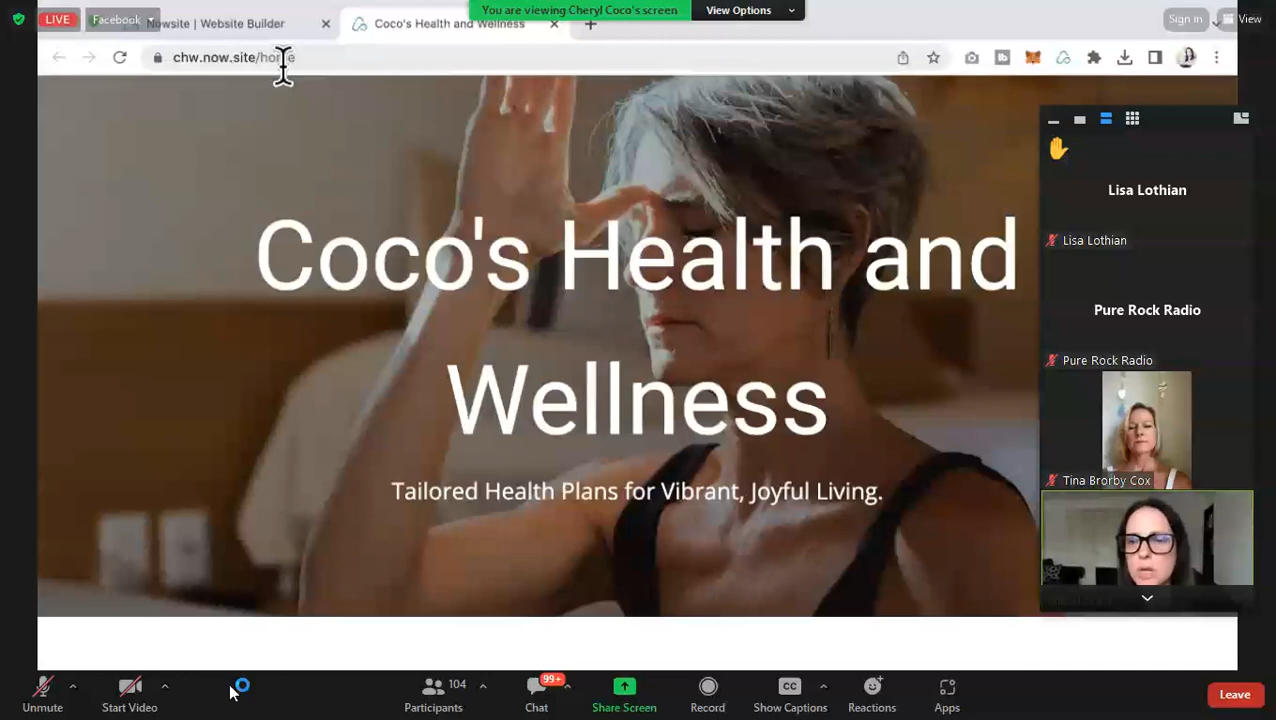 You are viewing Cheryl Coco's screen
View Options
LIVE
Facebook
Nowsite | Website Builder
Coco's Health and Wellness
Sign in
View
chw.now.site/home
Coco's Health and
Wellness
Tailored Health Plans for Vibrant, Joyful Living.
Lisa Lothian
Lisa Lothian
Pure Rock Radio
Pure Rock Radio
Tina Brorby Cox
Unmute
Start Video
104
Participants
99+
Chat
Share Screen
Record
CC
Show Captions
Reactions
Apps
Leave